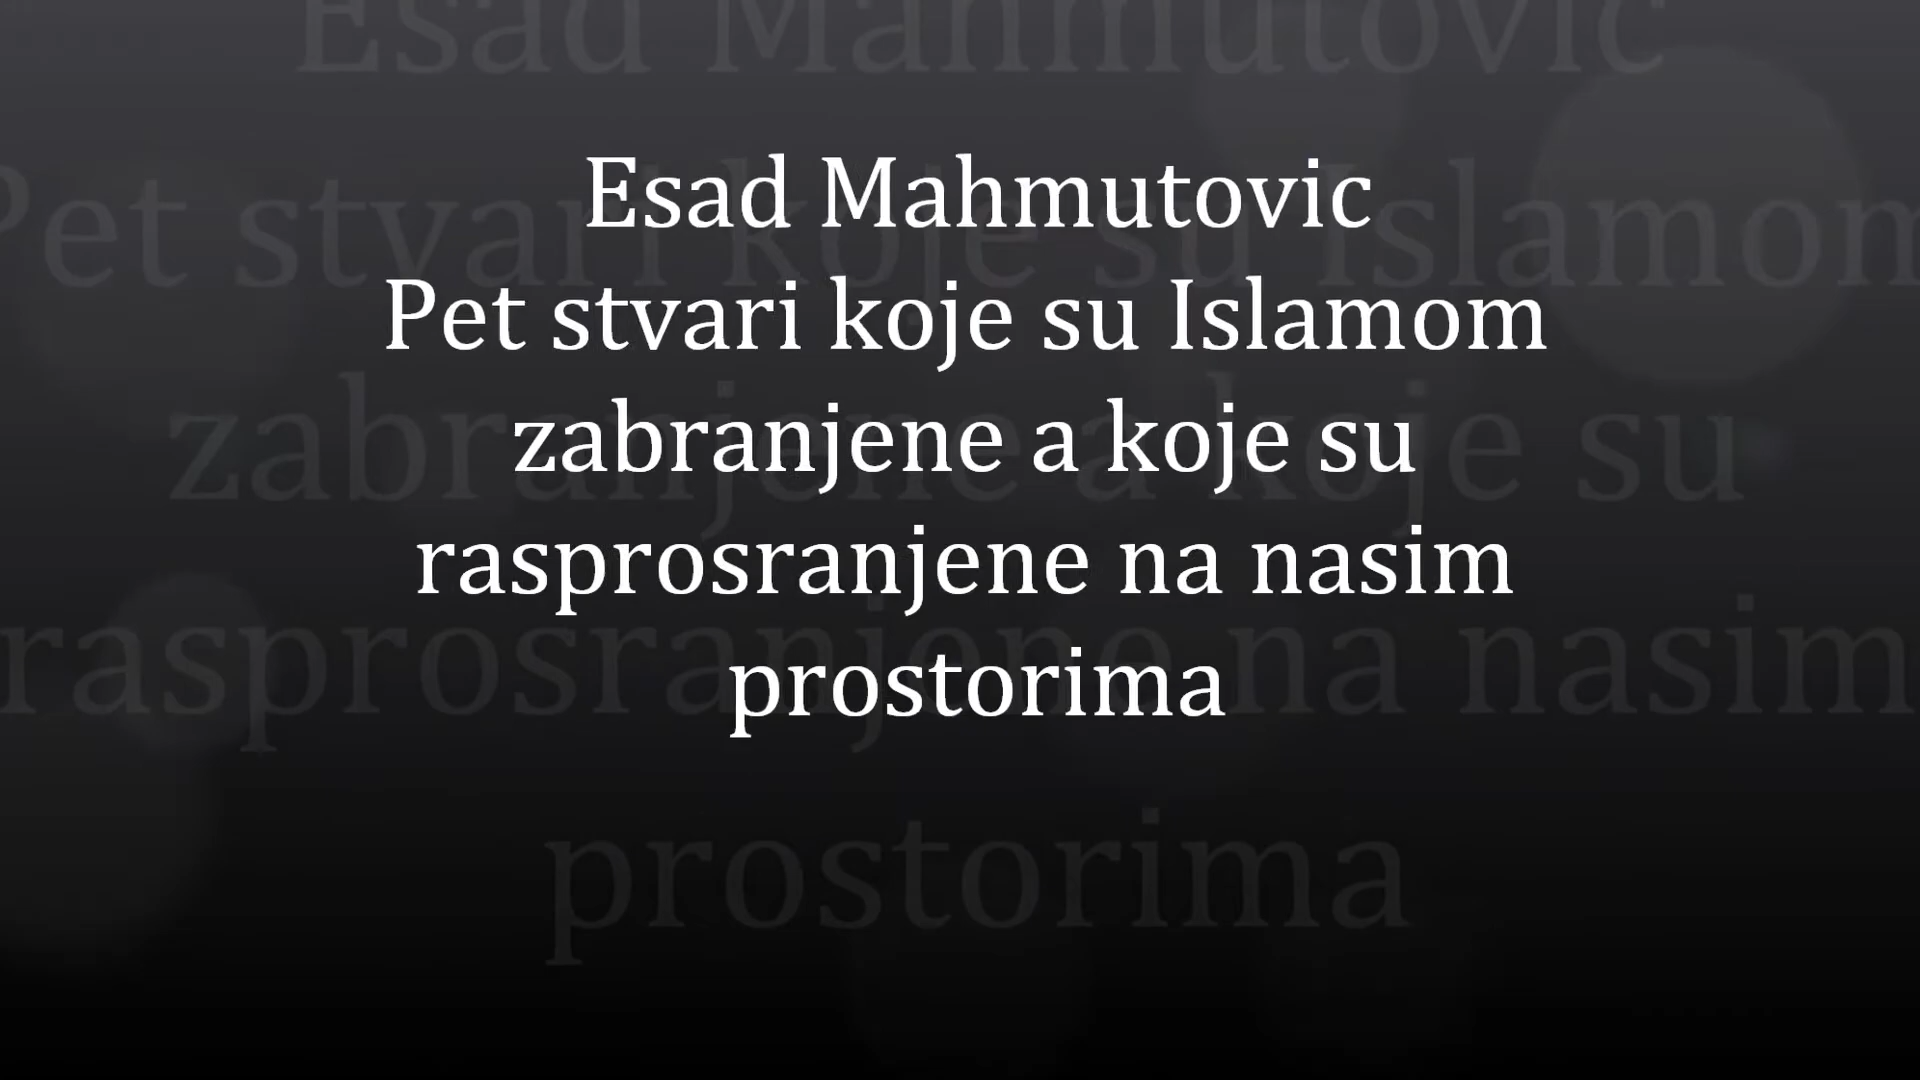 Esad Mahmutovic
Pet stvari koje su Islamom
zabranjene a koje su
rasprosranjene na nasim
prostorima